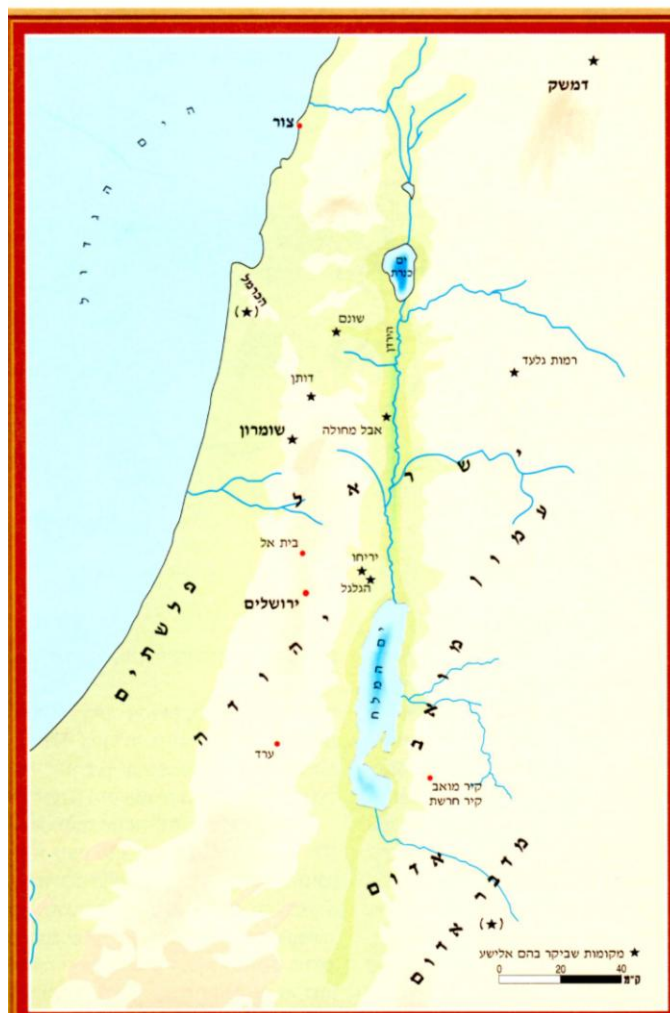 דמשק
צור
הים הגדול
ים
כנרת
הכרמל
שונם
הירדן
רמות גלעד
דותן
אבל מחולה
שומרון
ישראל
עמון
בית אל
יריחו
הגלגל
ירושלים
פלשתים
יהודה
ים המלח
מואב
ערד
קיר מואב
קיר חרשת
אדום
מדבר אדום
מקומות שביקר בהם אלישע
0 20 40 ק"מ